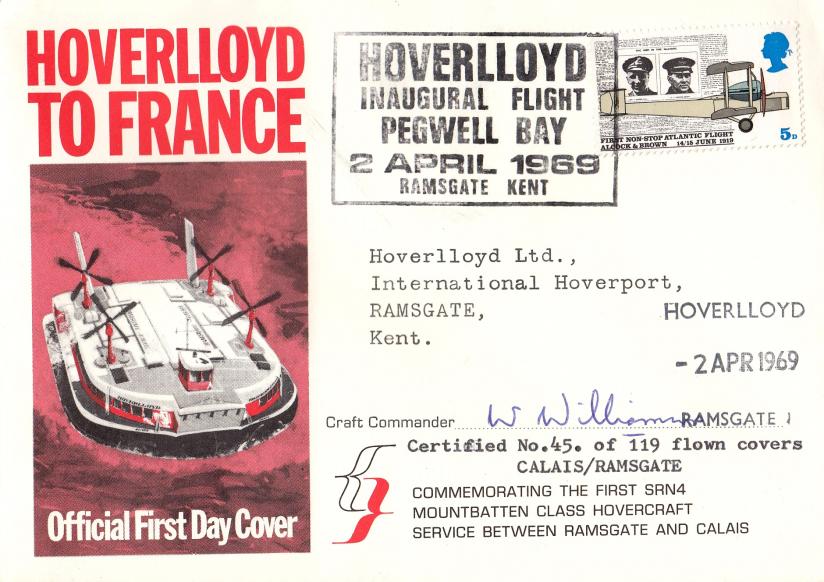 HOVERLLOYD
TO FRANCE
HOVERLLOYD
INAUGURAL FLIGHT
PEGWELL BAY
2 APRIL 1969
RAMSGATE KENT
FIRST NON-STOP ATLANTIC FLIGHT
ALCOCK & BROWN 14/15 JUNE 1919
5D
Hoverlloyd Ltd.,
International Hoverport,
RAMSGATE,
Kent.
HOVERLLOYD
-2 APR 1969
RAMSGATE 1
Craft Commander W Williamson
Certified No.45. of 119 flown covers
CALAIS/RAMSGATE
COMMEMORATING THE FIRST SRN4
MOUNTBATTEN CLASS HOVERCRAFT
SERVICE BETWEEN RAMSGATE AND CALAIS
HOVERLLOYD
Official First Day Cover